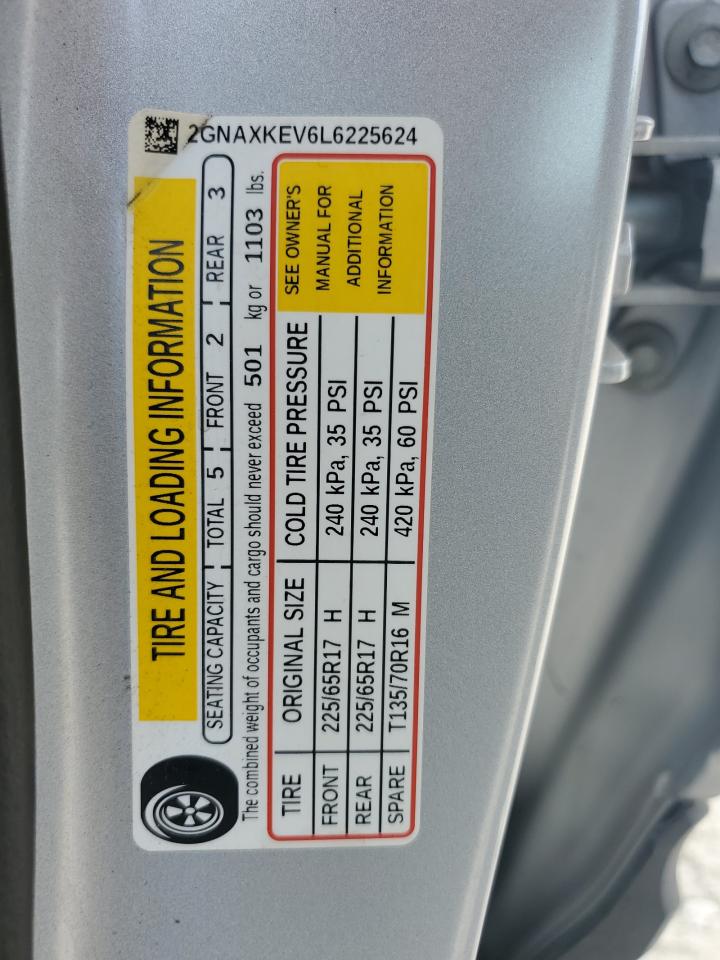 2GNAXKEV6L6225624
TIRE AND LOADING INFORMATION
SEATING CAPACITY TOTAL 5 FRONT 2 REAR 3
The combined weight of occupants and cargo should never exceed 501 kg or 1103 lbs.
TIRE ORIGINAL SIZE COLD TIRE PRESSURE
FRONT 225/65R17 H 240 kPa, 35 PSI
REAR 225/65R17 H 240 kPa, 35 PSI
SPARE T135/70R16 M 420 kPa, 60 PSI
SEE OWNER'S
MANUAL FOR
ADDITIONAL
INFORMATION